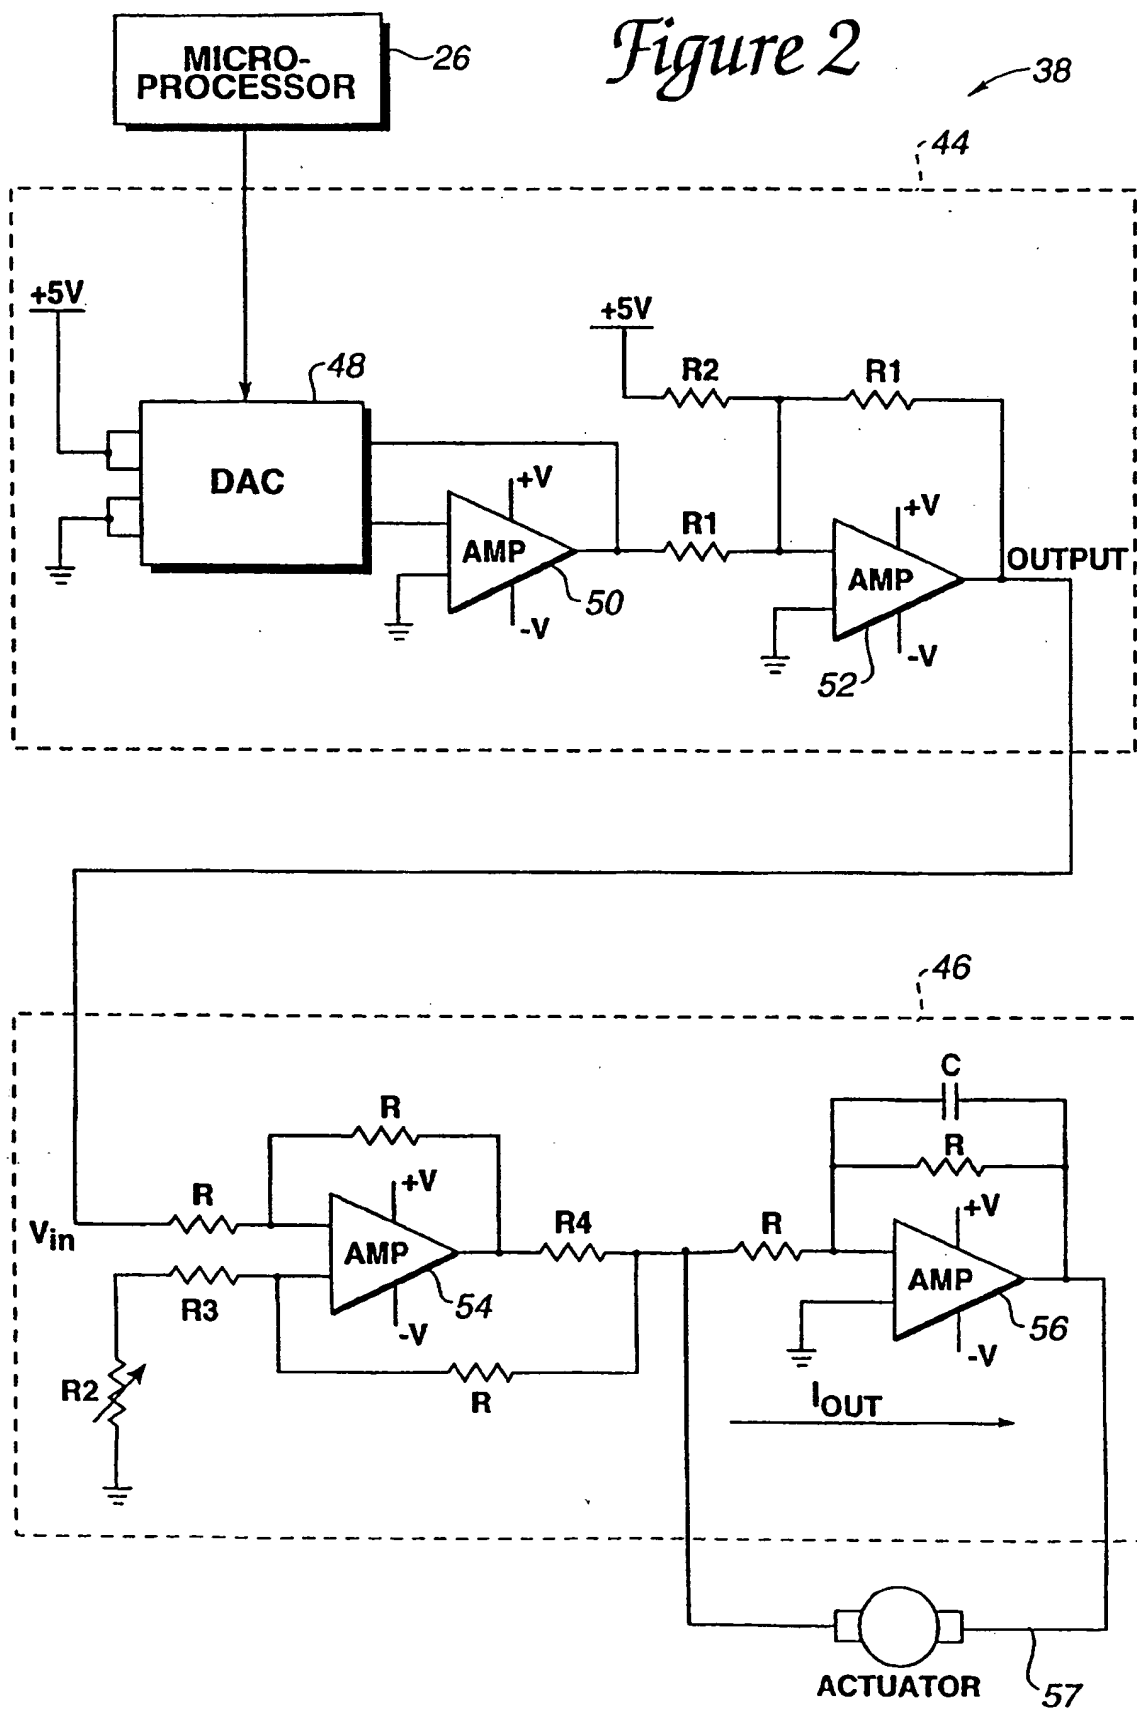 Figure 2
MICRO-
PROCESSOR
26
38
44
+5V
+5V
48
R2
R1
DAC
+V
AMP
R1
+V
AMP
OUTPUT
50
-V
52
-V
46
C
R
R
R
+V
AMP
R4
R
+V
AMP
Vin
R3
54
-V
56
-V
R2
R
IOUT
ACTUATOR
57